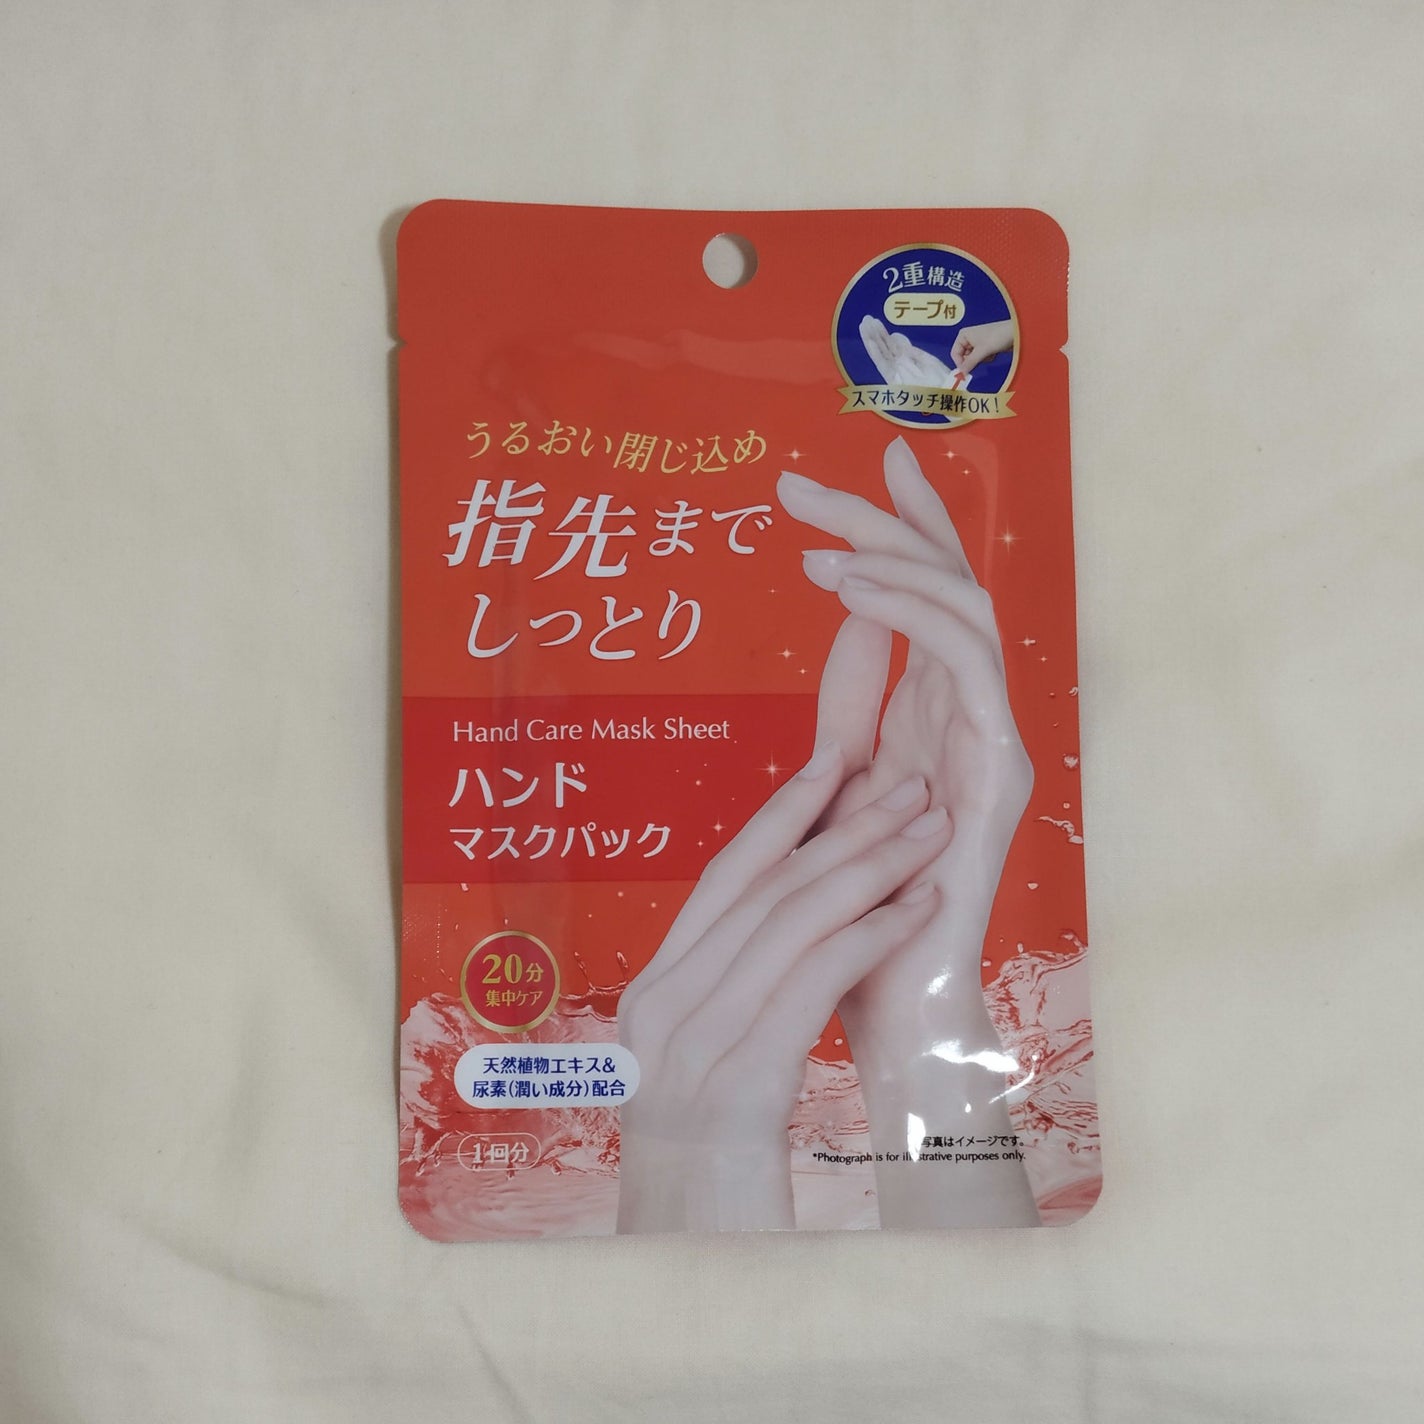 2重構造
テープ付
スマホタッチ操作OK!
うるおい閉じ込め
指先まで
しっとり
Hand Care Mask Sheet
ハンド
マスクパック
20分
集中ケア
天然植物エキス&
尿素(潤い成分)配合
1回分
写真はイメージです。
*Photograph is for illustrative purposes only.